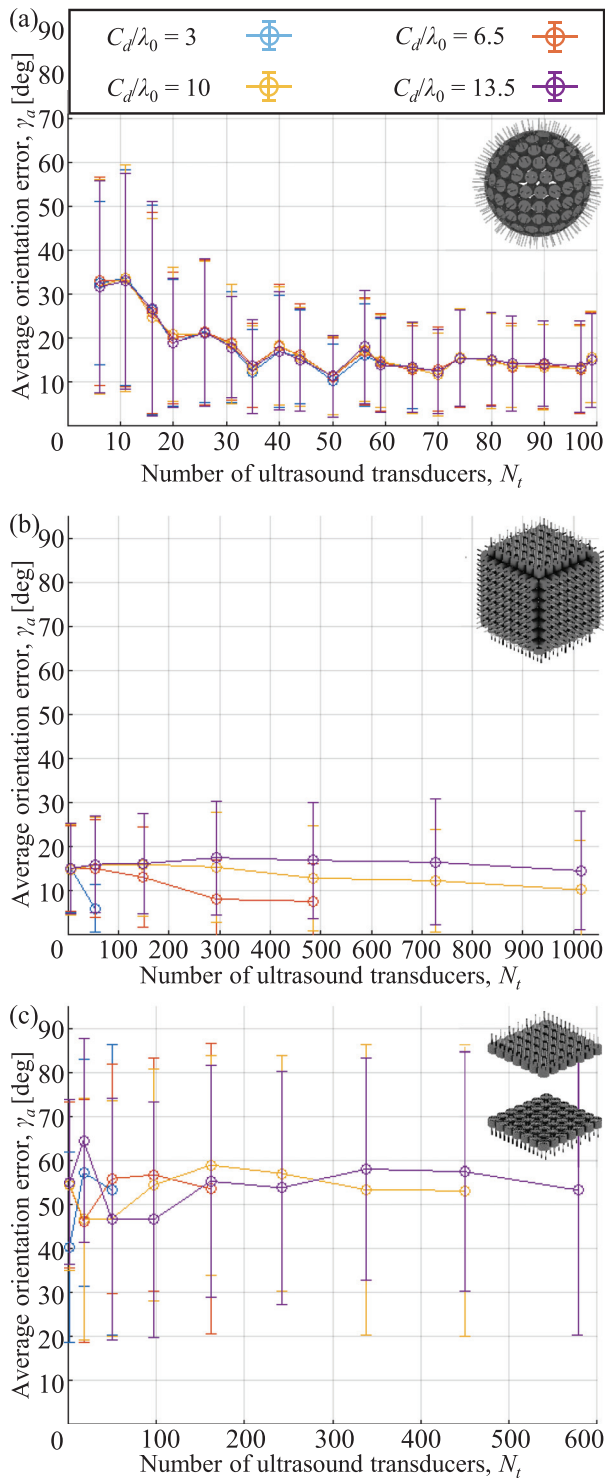 (a)
C_d/λ_0 = 3
C_d/λ_0 = 6.5
C_d/λ_0 = 10
C_d/λ_0 = 13.5
Average orientation error, γ_a [deg]
90
80
70
60
50
40
30
20
10
0 10 20 30 40 50 60 70 80 90 100
Number of ultrasound transducers, N_t
(b)
Average orientation error, γ_a [deg]
90
80
70
60
50
40
30
20
10
0 100 200 300 400 500 600 700 800 900 1000
Number of ultrasound transducers, N_t
(c)
Average orientation error, γ_a [deg]
90
80
70
60
50
40
30
20
10
0 100 200 300 400 500 600
Number of ultrasound transducers, N_t